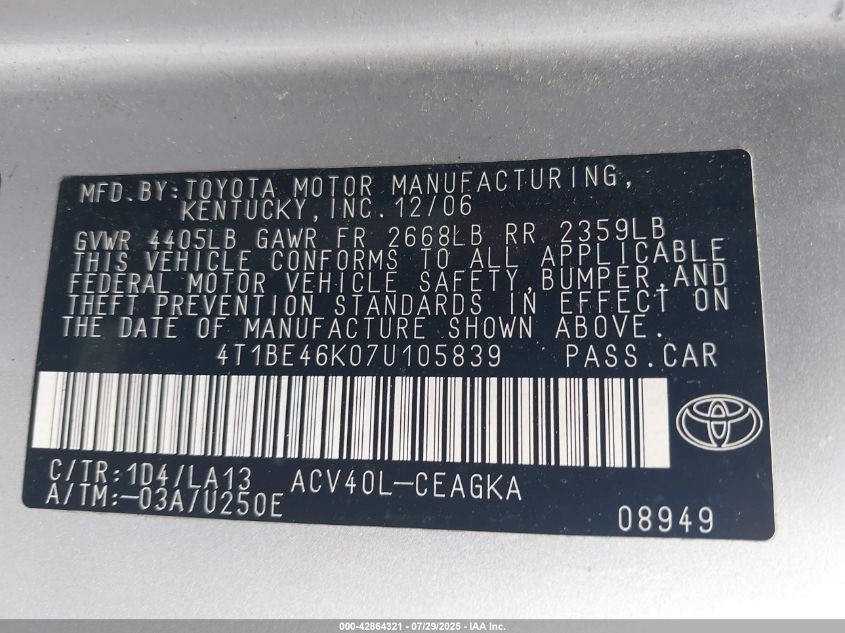 MFD. BY: TOYOTA MOTOR MANUFACTURING,
KENTUCKY, INC. 12/06
GVWR 4405LB GAWR FR 2668LB RR 2359LB
THIS VEHICLE CONFORMS TO ALL APPLICABLE
FEDERAL MOTOR VEHICLE SAFETY, BUMPER, AND
THEFT PREVENTION STANDARDS IN EFFECT ON
THE DATE OF MANUFACTURE SHOWN ABOVE.
4T1BE46K07U105839 PASS. CAR
C/TR: 1D4/LA13 ACV40L-CEAGKA
A/TM: -03A/U250E
08949
000-42864321 | 07/29/2025 - IAA Inc.